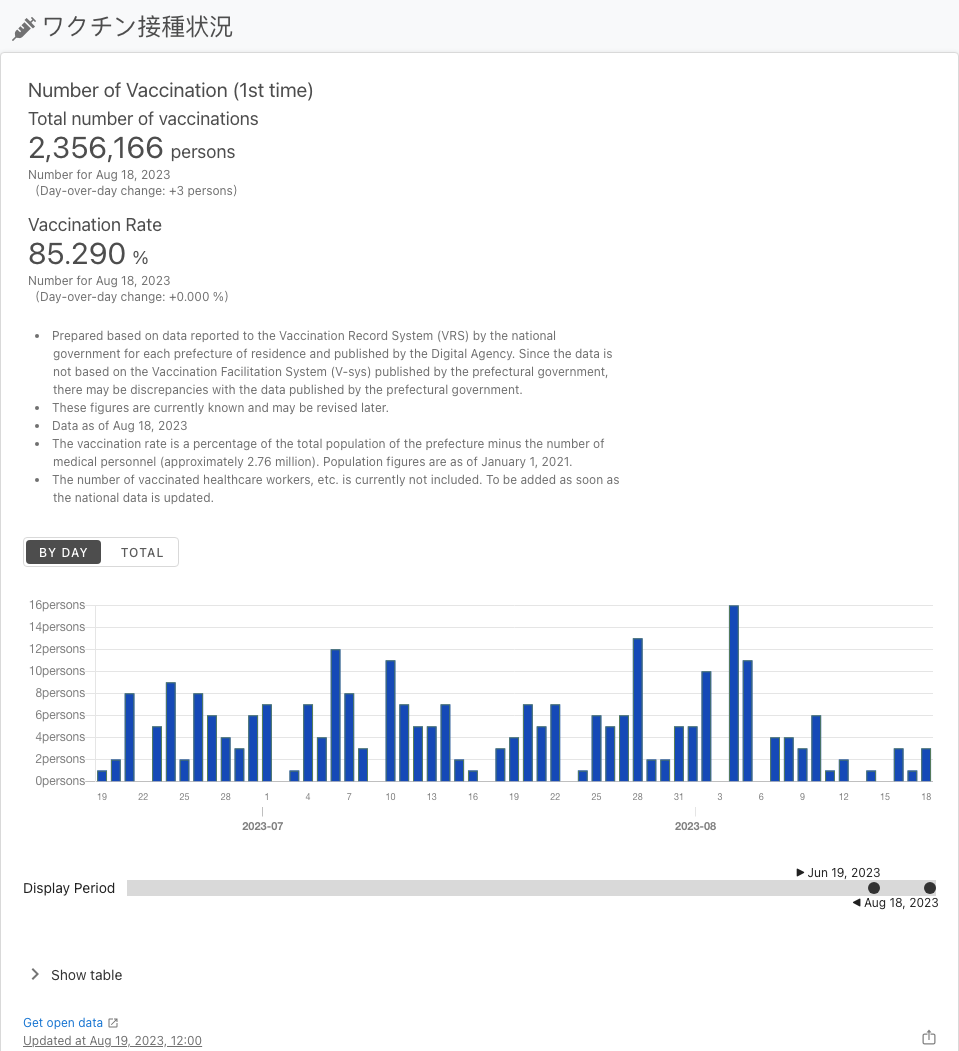 ワクチン接種状況
Number of Vaccination (1st time)
Total number of vaccinations
2,356,166 persons
Number for Aug 18, 2023
(Day-over-day change: +3 persons)
Vaccination Rate
85.290 %
Number for Aug 18, 2023
(Day-over-day change: +0.000 %)
• Prepared based on data reported to the Vaccination Record System (VRS) by the national
government for each prefecture of residence and published by the Digital Agency. Since the data is
not based on the Vaccination Facilitation System (V-sys) published by the prefectural government,
there may be discrepancies with the data published by the prefectural government.
• These figures are currently known and may be revised later.
• Data as of Aug 18, 2023
• The vaccination rate is a percentage of the total population of the prefecture minus the number of
medical personnel (approximately 2.76 million). Population figures are as of January 1, 2021.
• The number of vaccinated healthcare workers, etc. is currently not included. To be added as soon as
the national data is updated.
BY DAY TOTAL
16persons
14persons
12persons
10persons
8persons
6persons
4persons
2persons
0persons
19 22 25 28 1 4 7 10 13 16 19 22 25 28 31 3 6 9 12 15 18
2023-07 2023-08
Jun 19, 2023
Display Period
Aug 18, 2023
Show table
Get open data
Updated at Aug 19, 2023, 12:00